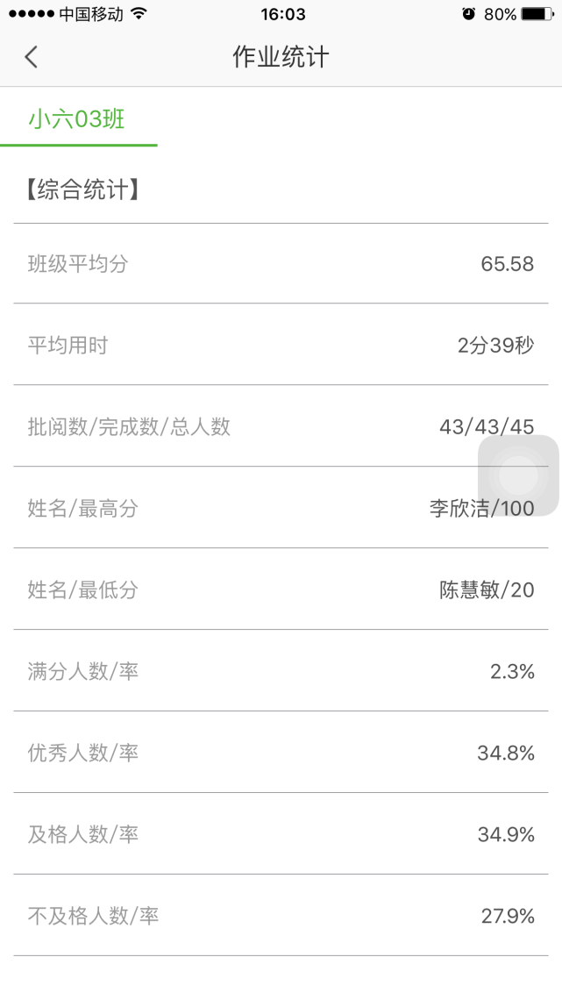 中国移动 16:03 80%
作业统计
小六03班
【综合统计】
班级平均分 65.58
平均用时 2分39秒
批阅数/完成数/总人数 43/43/45
姓名/最高分 李欣洁/100
姓名/最低分 陈慧敏/20
满分人数/率 2.3%
优秀人数/率 34.8%
及格人数/率 34.9%
不及格人数/率 27.9%